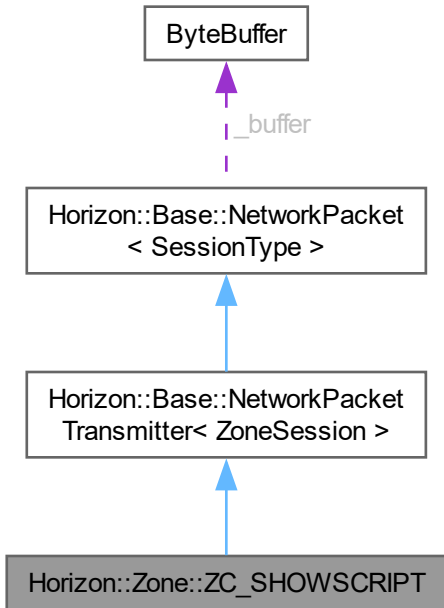 ByteBuffer
_buffer
Horizon::Base::NetworkPacket
< SessionType >
Horizon::Base::NetworkPacket
Transmitter< ZoneSession >
Horizon::Zone::ZC_SHOWSCRIPT